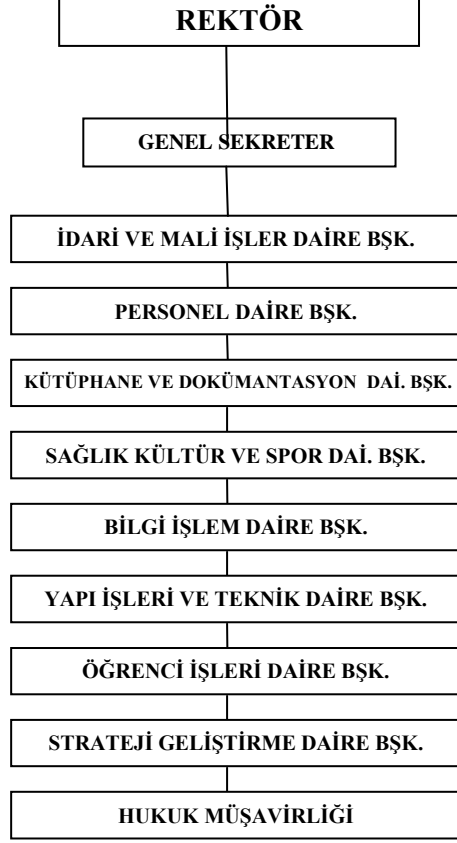 REKTÖR
GENEL SEKRETER
İDARİ VE MALİ İŞLER DAİRE BŞK.
PERSONEL DAİRE BŞK.
KÜTÜPHANE VE DOKÜMANTASYON DAİ. BŞK.
SAĞLIK KÜLTÜR VE SPOR DAİ. BŞK.
BİLGİ İŞLEM DAİRE BŞK.
YAPI İŞLERİ VE TEKNİK DAİRE BŞK.
ÖĞRENCİ İŞLERİ DAİRE BŞK.
STRATEJİ GELİŞTİRME DAİRE BŞK.
HUKUK MÜŞAVİRLİĞİ